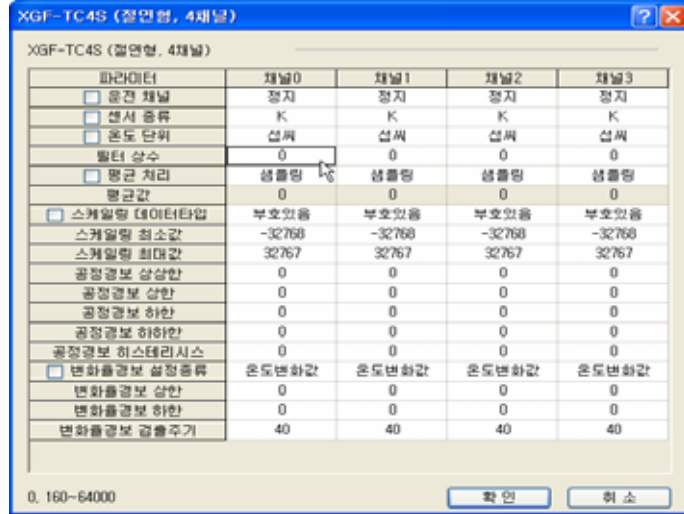 XGF-TC4S (절연형, 4채널)
XGF-TC4S (절연형, 4채널)
파라미터 채널0 채널1 채널2 채널3
운전 채널 정지 정지 정지 정지
센서 종류 K K K K
온도 단위 섭씨 섭씨 섭씨 섭씨
필터 상수 0 0 0 0
평균 처리 샘플링 샘플링 샘플링 샘플링
평균값 0 0 0 0
스케일링 데이터타입 부호있음 부호있음 부호있음 부호있음
스케일링 최소값 -32768 -32768 -32768 -32768
스케일링 최대값 32767 32767 32767 32767
공정경보 상상한 0 0 0 0
공정경보 상한 0 0 0 0
공정경보 하한 0 0 0 0
공정경보 하하한 0 0 0 0
공정경보 히스테리시스 0 0 0 0
변화율경보 설정종류 온도변화값 온도변화값 온도변화값 온도변화값
변화율경보 상한 0 0 0 0
변화율경보 하한 0 0 0 0
변화율경보 검출주기 40 40 40 40
0, 160~64000 확인 취소